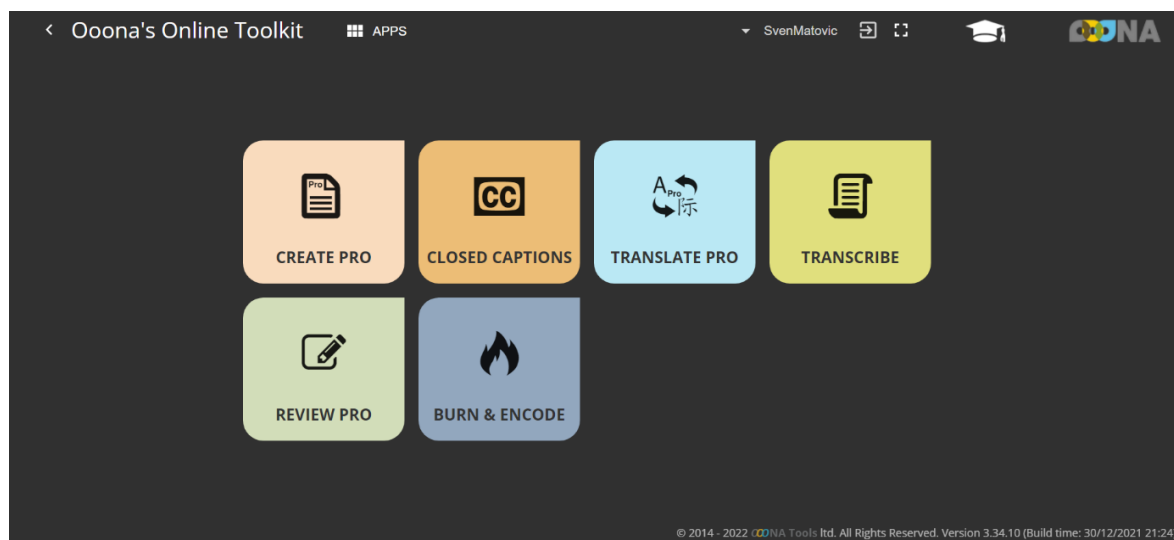 Ooona's Online Toolkit APPS SvenMatovic OOONA
Pro
CC
A Pro 际
CREATE PRO CLOSED CAPTIONS TRANSLATE PRO TRANSCRIBE
REVIEW PRO BURN & ENCODE
© 2014 - 2022 OOONA Tools ltd. All Rights Reserved. Version 3.34.10 (Build time: 30/12/2021 21:24